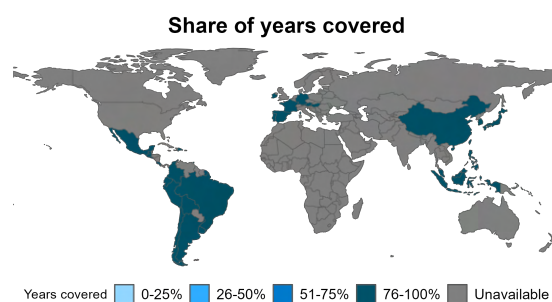 Share of years covered
Years covered 0-25% 26-50% 51-75% 76-100% Unavailable